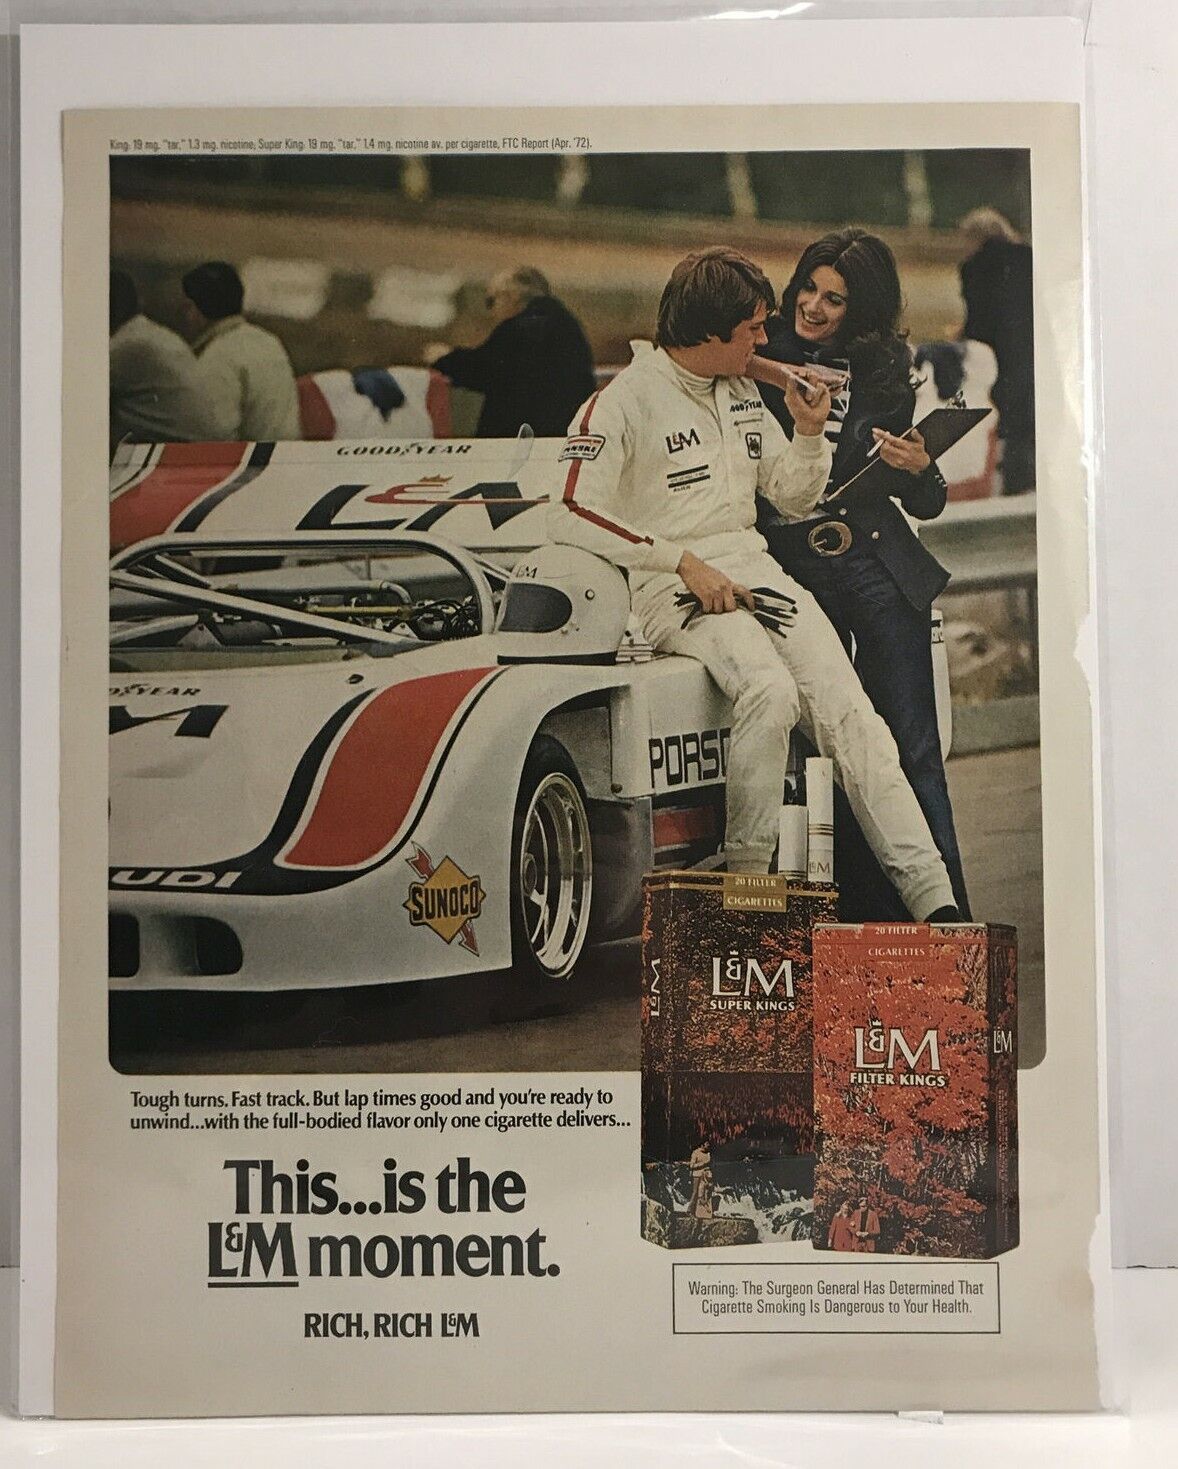 King: 19 mg. "tar," 1.3 mg. nicotine; Super King: 19 mg. "tar," 1.4 mg. nicotine av. per cigarette, FTC Report (Apr. '72).
GOODYEAR
L&M
GOODYEAR
L&M
PENSKE
L&M
YEAR
M
PORSC
UDI
SUNOCO
L&M
20 FILTER
CIGARETTES
L&M
SUPER KINGS
L&M
20 FILTER
CIGARETTES
L&M
FILTER KINGS
L&M
Tough turns. Fast track. But lap times good and you're ready to
unwind...with the full-bodied flavor only one cigarette delivers...
This...is the
L&M moment.
RICH, RICH L&M
Warning: The Surgeon General Has Determined That
Cigarette Smoking Is Dangerous to Your Health.